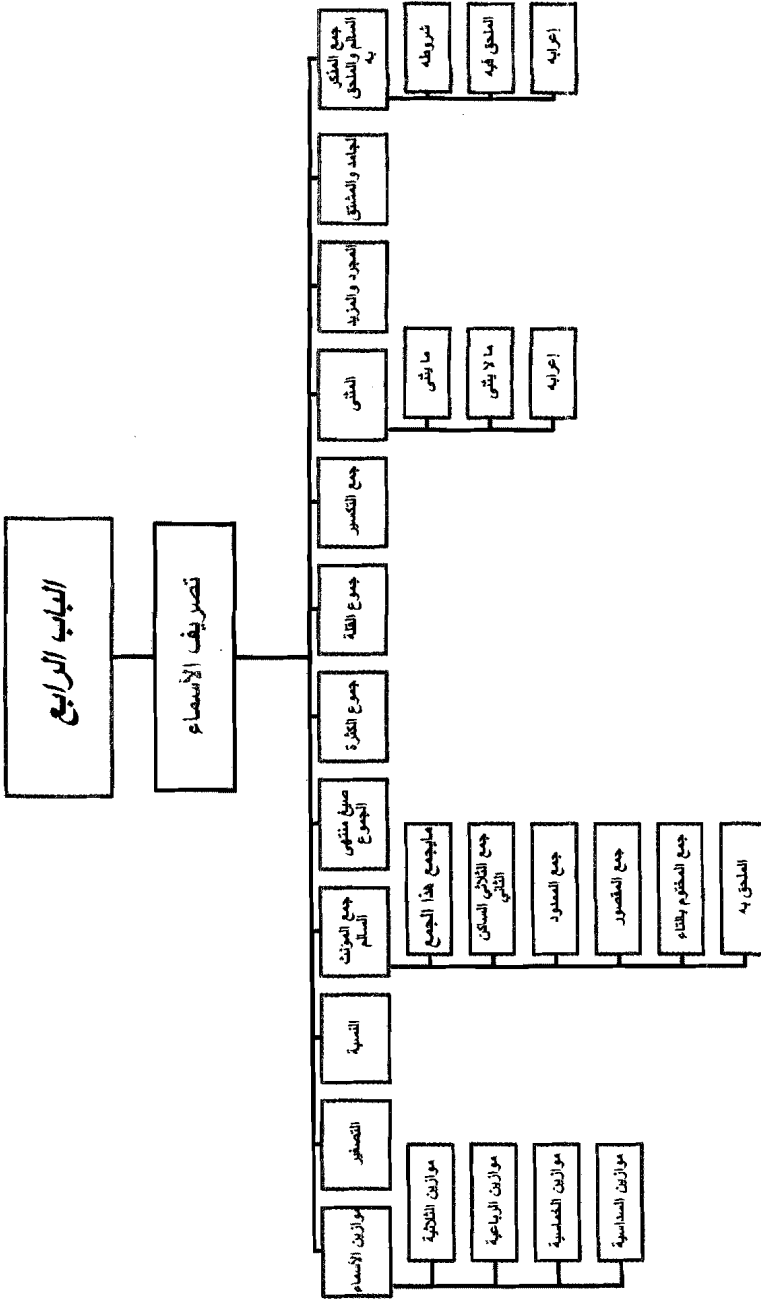 الباب الرابع
تصريف الأسماء
جمع المذكر
السالم والملحق
به
شروطه
الملحق فيه
إعرابه
الجامد والمشتق
المجرد والمزيد
المثنى
ما يثنى
ما لا يثنى
إعرابه
جمع التكسير
جموع القلة
جموع الكثرة
صيغ منتهى
الجموع
جمع المؤنث
السالم
مايجمع هذا الجمع
جمع الثلاثي الساكن
الثاني
جمع الممدود
جمع المقصور
جمع المختوم بالتاء
الملحق به
النسبة
التصغير
موازين الأسماء
موازين الثلاثية
موازين الرباعية
موازين الخماسية
موازين السداسية